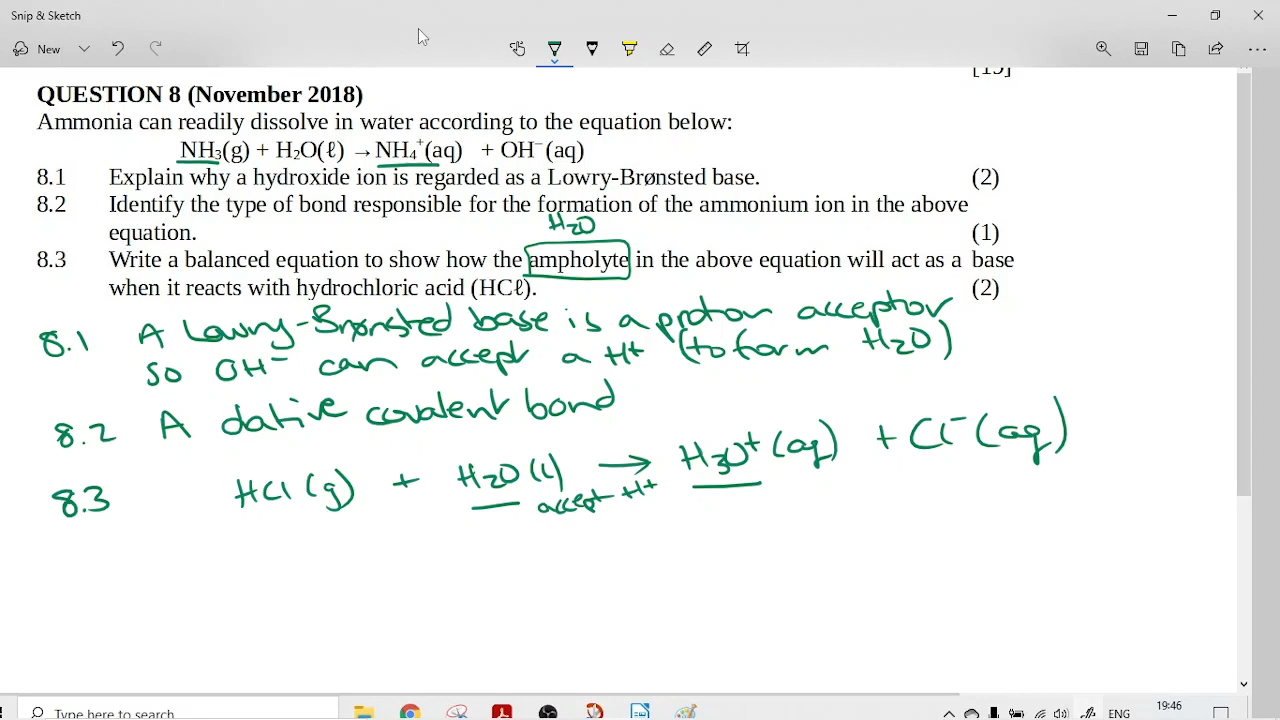 Snip & Sketch
New
[15]
QUESTION 8 (November 2018)
Ammonia can readily dissolve in water according to the equation below:
NH₃(g) + H₂O(ℓ) → NH₄⁺(aq) + OH⁻(aq)
8.1 Explain why a hydroxide ion is regarded as a Lowry-Brønsted base. (2)
8.2 Identify the type of bond responsible for the formation of the ammonium ion in the above
equation. (1)
H₂O
8.3 Write a balanced equation to show how the ampholyte in the above equation will act as a base
when it reacts with hydrochloric acid (HCℓ). (2)
8.1 A Lowry-Brønsted base is a proton acceptor
so OH⁻ can accept a H⁺ (to form H₂O)
8.2 A dative covalent bond
8.3 HCl (g) + H₂O (l) → H₃O⁺ (aq) + Cl⁻ (aq)
accept H⁺
Type here to search
ENG
19:46